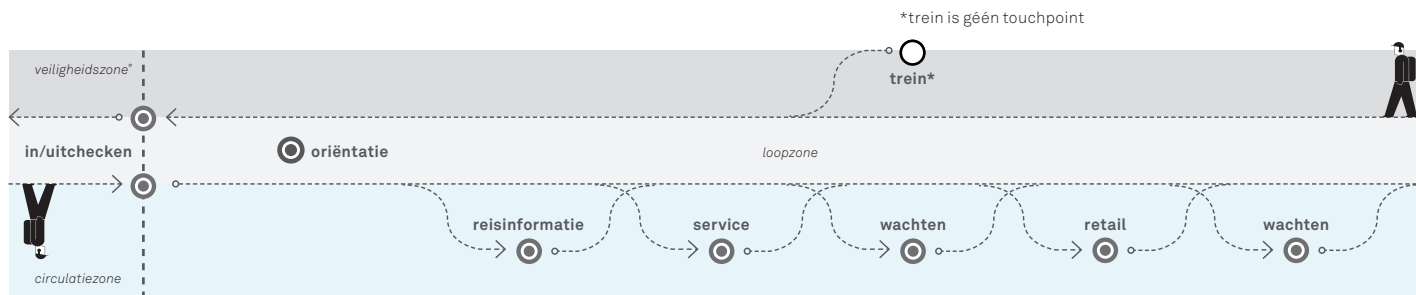 *trein is géén touchpoint
veiligheidszone*
trein*
in/uitchecken
oriëntatie
loopzone
reisinformatie
service
wachten
retail
wachten
circulatiezone